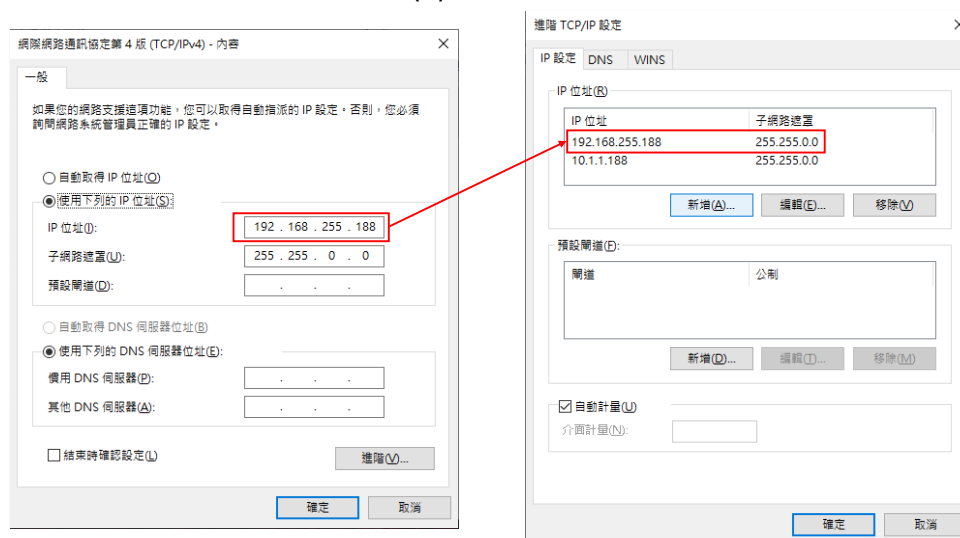 網際網路通訊協定第 4 版 (TCP/IPv4) - 內容
一般
如果您的網路支援這項功能，您可以取得自動指派的 IP 設定。否則，您必須
詢問網路系統管理員正確的 IP 設定。
自動取得 IP 位址(O)
使用下列的 IP 位址(S):
IP 位址(I):
192 . 168 . 255 . 188
子網路遮罩(U):
255 . 255 . 0 . 0
預設閘道(D):
. . .
自動取得 DNS 伺服器位址(B)
使用下列的 DNS 伺服器位址(E):
慣用 DNS 伺服器(P):
. . .
其他 DNS 伺服器(A):
. . .
結束時確認設定(L)
進階(V)...
確定
取消
進階 TCP/IP 設定
IP 設定 DNS WINS
IP 位址(R)
IP 位址 子網路遮罩
192.168.255.188 255.255.0.0
10.1.1.188 255.255.0.0
新增(A)... 編輯(E)... 移除(V)
預設閘道(F):
閘道 公制
新增(D)... 編輯(T)... 移除(M)
自動計量(U)
介面計量(N):
確定 取消